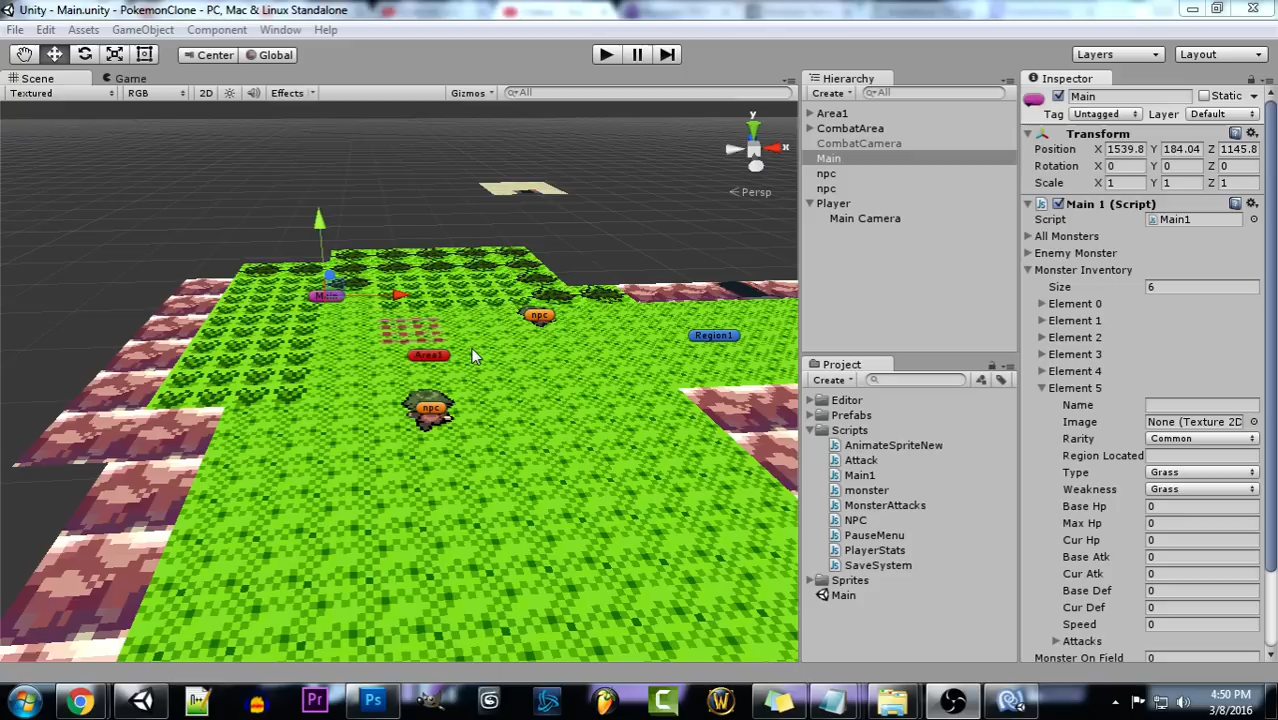 Unity - Main.unity - PokemonClone - PC, Mac & Linux Standalone
File Edit Assets GameObject Component Window Help
Center Global Layers Layout
Scene Game
Textured RGB 2D Effects Gizmos All
y
x
Persp
Main
npc
Region1
Area1
npc
Hierarchy
Create All
Area1
CombatArea
CombatCamera
Main
npc
npc
Player
Main Camera
Project
Create
Editor
Prefabs
Scripts
AnimateSpriteNew
Attack
Main1
monster
MonsterAttacks
NPC
PauseMenu
PlayerStats
SaveSystem
Sprites
Main
Inspector
Main Static
Tag Untagged Layer Default
Transform
Position X 1539.8 Y 184.04 Z 1145.8
Rotation X 0 Y 0 Z 0
Scale X 1 Y 1 Z 1
Main 1 (Script)
Script Main1
All Monsters
Enemy Monster
Monster Inventory
Size 6
Element 0
Element 1
Element 2
Element 3
Element 4
Element 5
Name
Image None (Texture 2D
Rarity Common
Region Located
Type Grass
Weakness Grass
Base Hp 0
Max Hp 0
Cur Hp 0
Base Atk 0
Cur Atk 0
Base Def 0
Cur Def 0
Speed 0
Attacks
Monster On Field 0
Pr Ps
4:50 PM
3/8/2016